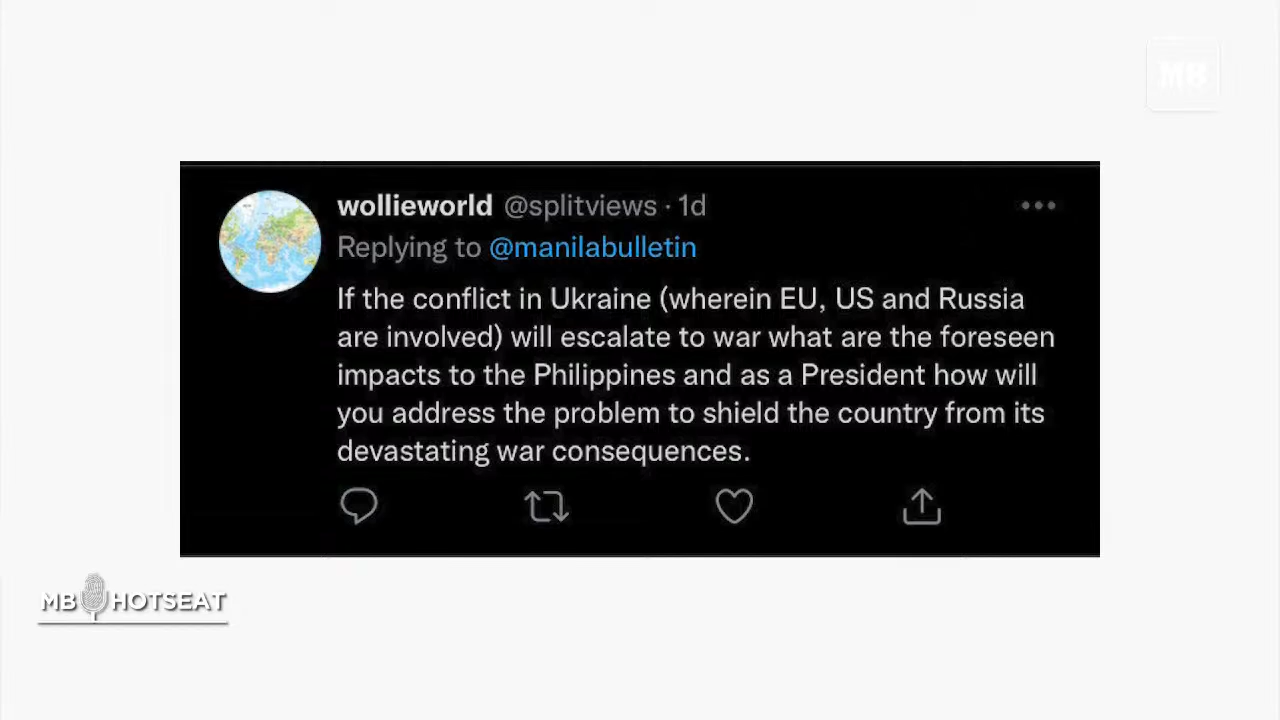 MB
wollieworld @splitviews · 1d
Replying to @manilabulletin
If the conflict in Ukraine (wherein EU, US and Russia
are involved) will escalate to war what are the foreseen
impacts to the Philippines and as a President how will
you address the problem to shield the country from its
devastating war consequences.
MB HOTSEAT